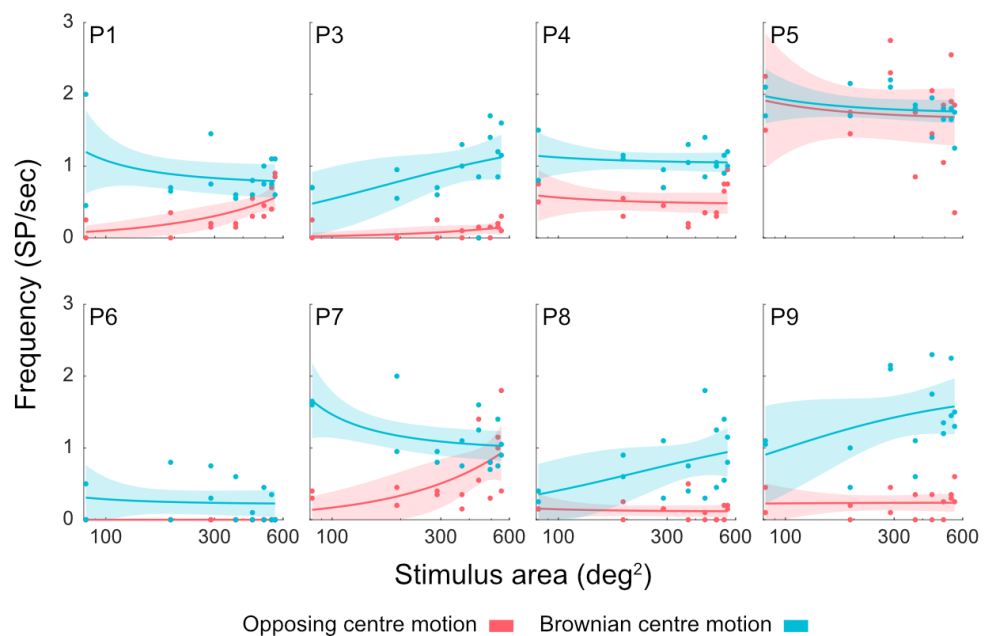 3
P1
P3
P4
P5
2
1
0
3
P6
P7
P8
P9
2
1
0
100 300 600
100 300 600
100 300 600
100 300 600
Frequency (SP/sec)
Stimulus area (deg²)
Opposing centre motion
Brownian centre motion